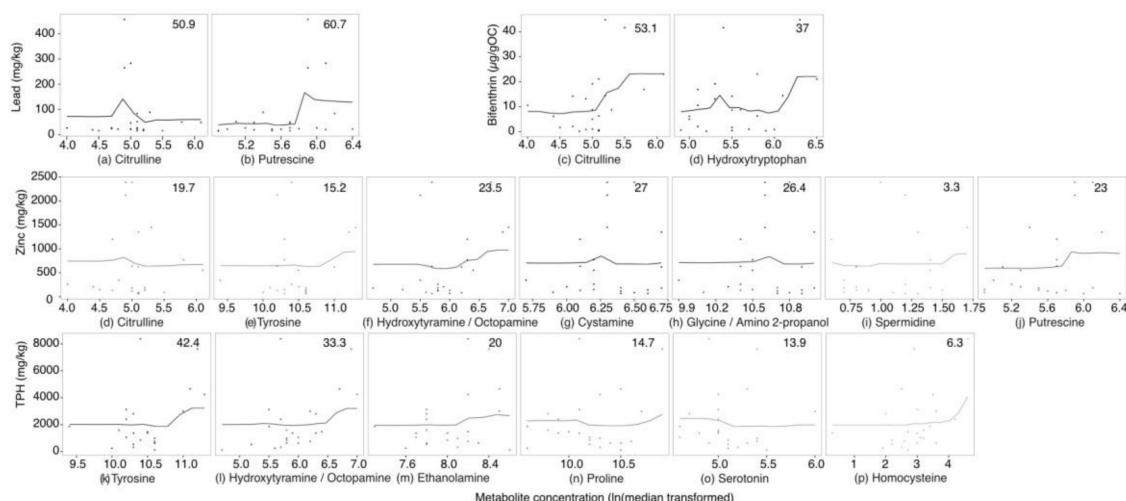 50.9
60.7
Lead (mg/kg)
400
300
200
100
0
4.0 4.5 5.0 5.5 6.0
5.2 5.6 6.0 6.4
(a) Citrulline
(b) Putrescine
53.1
37
Bifenthrin (µg/gOC)
40
30
20
10
0
4.0 4.5 5.0 5.5 6.0
5.0 5.5 6.0 6.5
(c) Citrulline
(d) Hydroxytryptophan
19.7
15.2
23.5
27
26.4
3.3
23
Zinc (mg/kg)
2500
2000
1500
1000
500
0
4.0 4.5 5.0 5.5 6.0
9.5 10.0 10.5 11.0
5.0 5.5 6.0 6.5 7.0
5.75 6.00 6.25 6.50 6.75
9.9 10.2 10.5 10.8
0.75 1.00 1.25 1.50 1.75
5.2 5.6 6.0 6.4
(d) Citrulline
(e) Tyrosine
(f) Hydroxytyramine / Octopamine
(g) Cystamine
(h) Glycine / Amino 2-propanol
(i) Spermidine
(j) Putrescine
42.4
33.3
20
14.7
13.9
6.3
TPH (mg/kg)
8000
6000
4000
2000
0
9.5 10.0 10.5 11.0
5.0 5.5 6.0 6.5 7.0
7.6 8.0 8.4
10.0 10.5
4.5 5.0 5.5 6.0
1 2 3 4
(k) Tyrosine
(l) Hydroxytyramine / Octopamine
(m) Ethanolamine
(n) Proline
(o) Serotonin
(p) Homocysteine
Metabolite concentration (ln(median transformed)